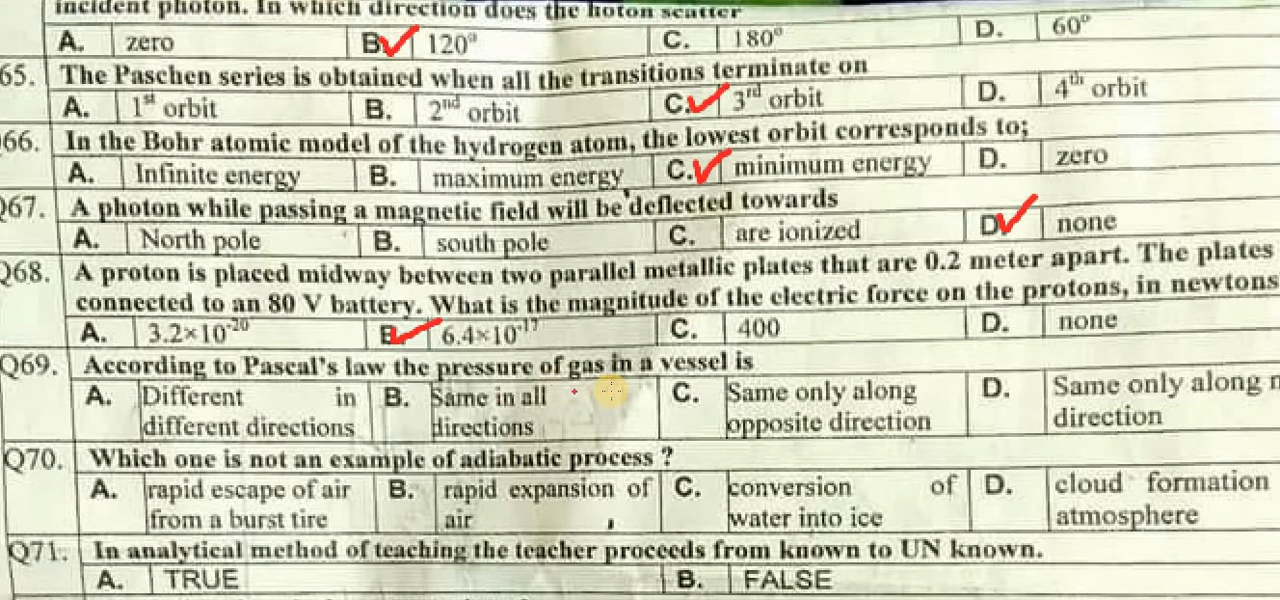 incident photon. In which direction does the hoton scatter
A. zero B. 120° C. 180° D. 60°
65. The Paschen series is obtained when all the transitions terminate on
A. 1st orbit B. 2nd orbit C. 3rd orbit D. 4th orbit
66. In the Bohr atomic model of the hydrogen atom, the lowest orbit corresponds to;
A. Infinite energy B. maximum energy C. minimum energy D. zero
Q67. A photon while passing a magnetic field will be deflected towards
A. North pole B. south pole C. are ionized D. none
Q68. A proton is placed midway between two parallel metallic plates that are 0.2 meter apart. The plates
connected to an 80 V battery. What is the magnitude of the electric force on the protons, in newtons
A. 3.2×10⁻²⁰ B. 6.4×10⁻¹⁷ C. 400 D. none
Q69. According to Pascal's law the pressure of gas in a vessel is
A. Different in B. Same in all C. Same only along D. Same only along
different directions directions opposite direction direction
Q70. Which one is not an example of adiabatic process ?
A. rapid escape of air B. rapid expansion of C. conversion of D. cloud formation
from a burst tire air water into ice atmosphere
Q71. In analytical method of teaching the teacher proceeds from known to UN known.
A. TRUE B. FALSE